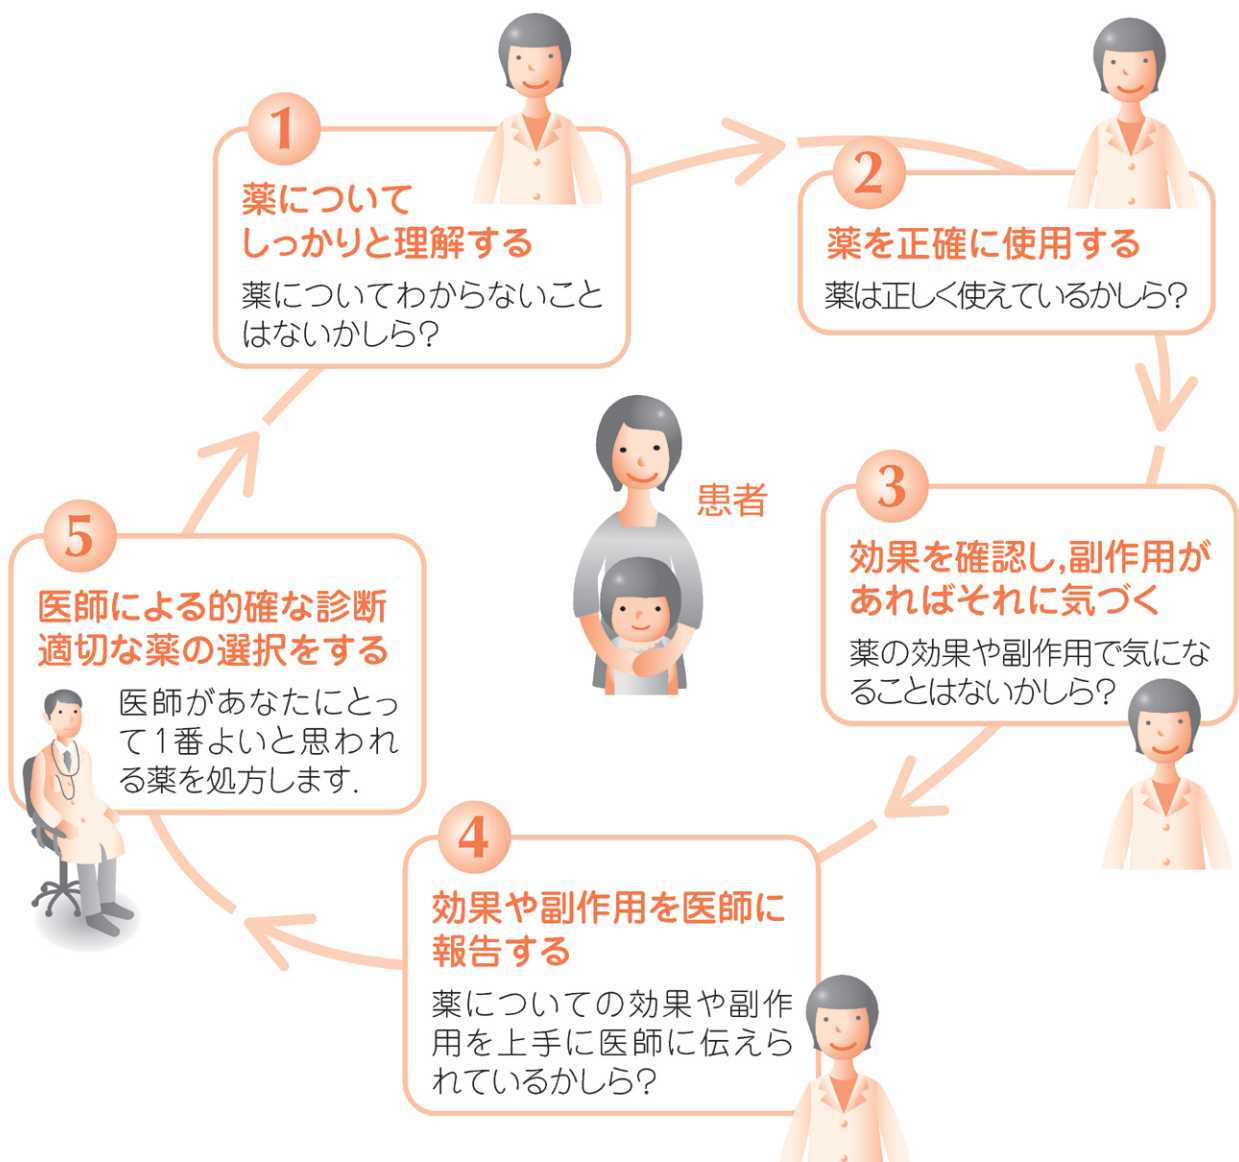 1
薬について
しっかりと理解する
薬についてわからないこと
はないかしら？
2
薬を正確に使用する
薬は正しく使えているかしら？
患者
3
効果を確認し,副作用が
あればそれに気づく
薬の効果や副作用で気にな
ることはないかしら？
4
効果や副作用を医師に
報告する
薬についての効果や副作
用を上手に医師に伝えら
れているかしら？
5
医師による的確な診断
適切な薬の選択をする
医師があなたにとっ
て1番よいと思われ
る薬を処方します.